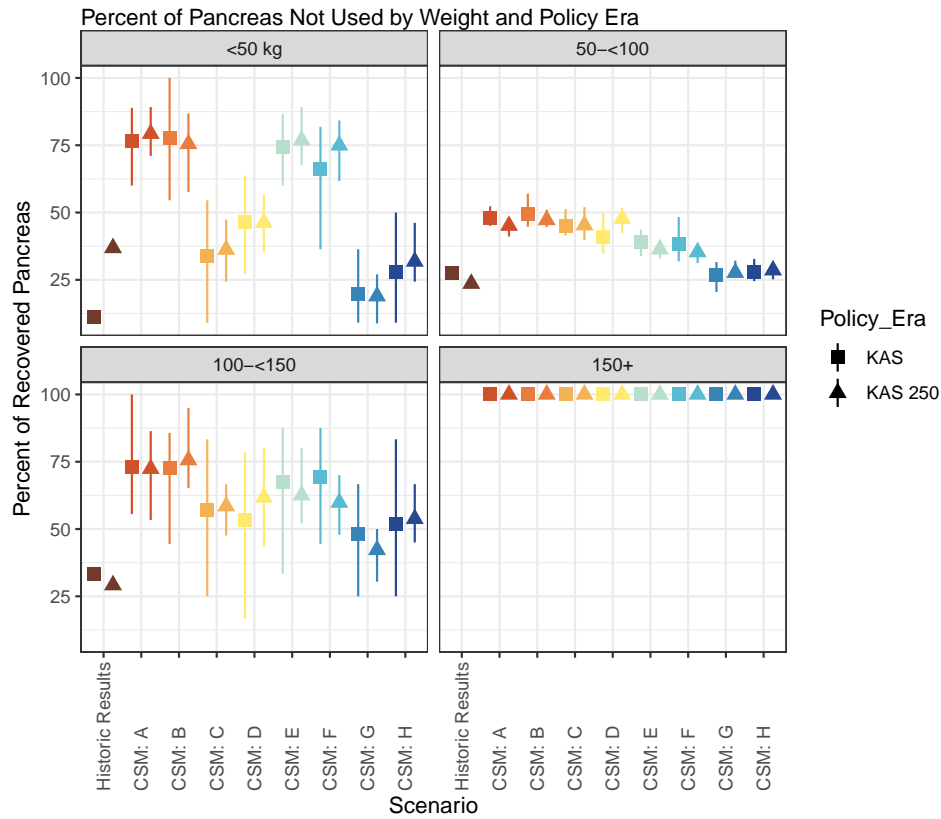 Percent of Pancreas Not Used by Weight and Policy Era
<50 kg
50−<100
100
75
50
25
100−<150
150+
100
75
50
25
Percent of Recovered Pancreas
Historic Results
CSM: A
CSM: B
CSM: C
CSM: D
CSM: E
CSM: F
CSM: G
CSM: H
Historic Results
CSM: A
CSM: B
CSM: C
CSM: D
CSM: E
CSM: F
CSM: G
CSM: H
Scenario
Policy_Era
KAS
KAS 250